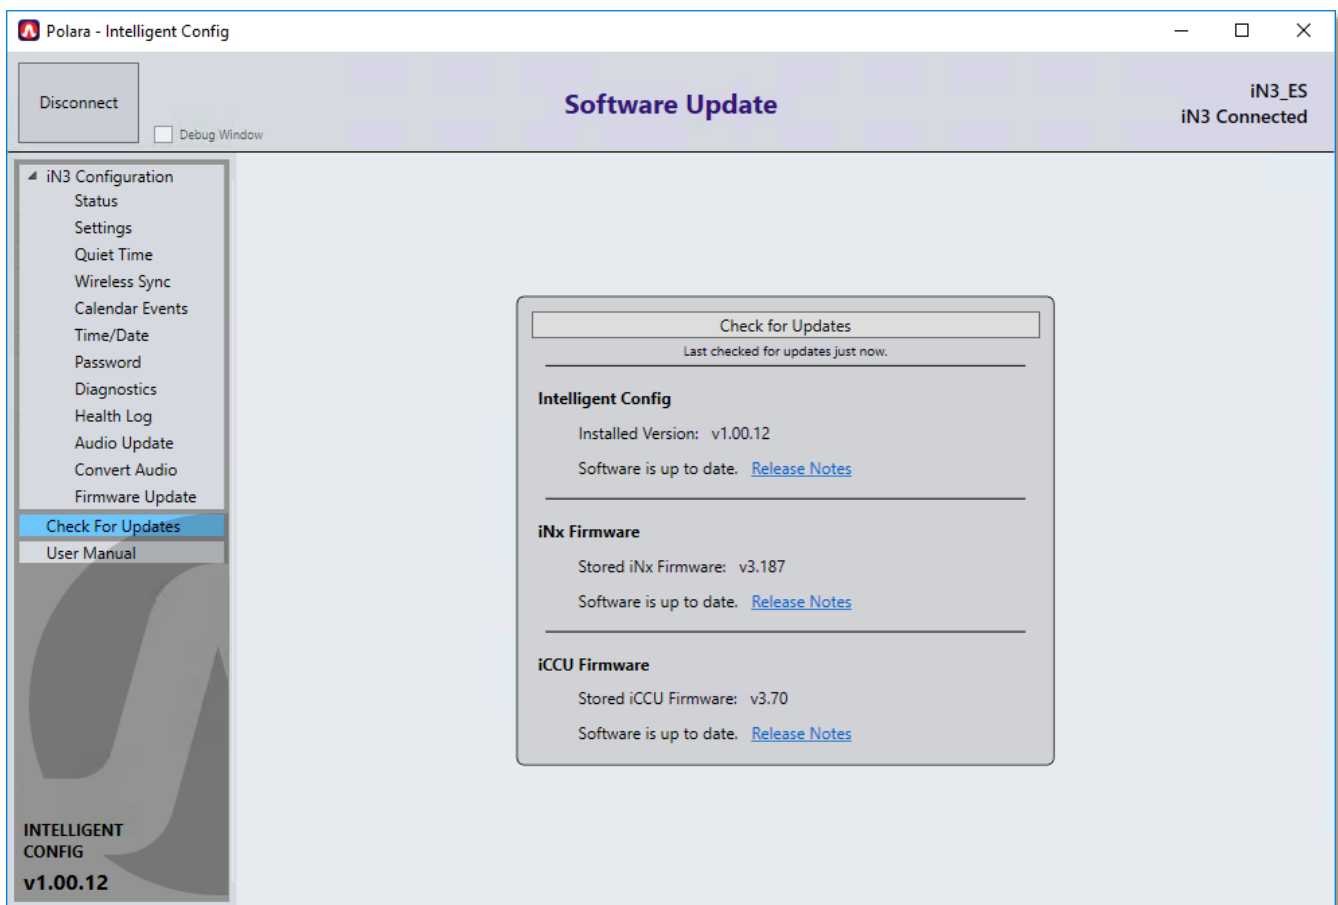 Polara - Intelligent Config
Disconnect
Debug Window
Software Update
iN3_ES
iN3 Connected
iN3 Configuration
Status
Settings
Quiet Time
Wireless Sync
Calendar Events
Time/Date
Password
Diagnostics
Health Log
Audio Update
Convert Audio
Firmware Update
Check For Updates
User Manual
INTELLIGENT
CONFIG
v1.00.12
Check for Updates
Last checked for updates just now.
Intelligent Config
Installed Version: v1.00.12
Software is up to date. Release Notes
iNx Firmware
Stored iNx Firmware: v3.187
Software is up to date. Release Notes
iCCU Firmware
Stored iCCU Firmware: v3.70
Software is up to date. Release Notes